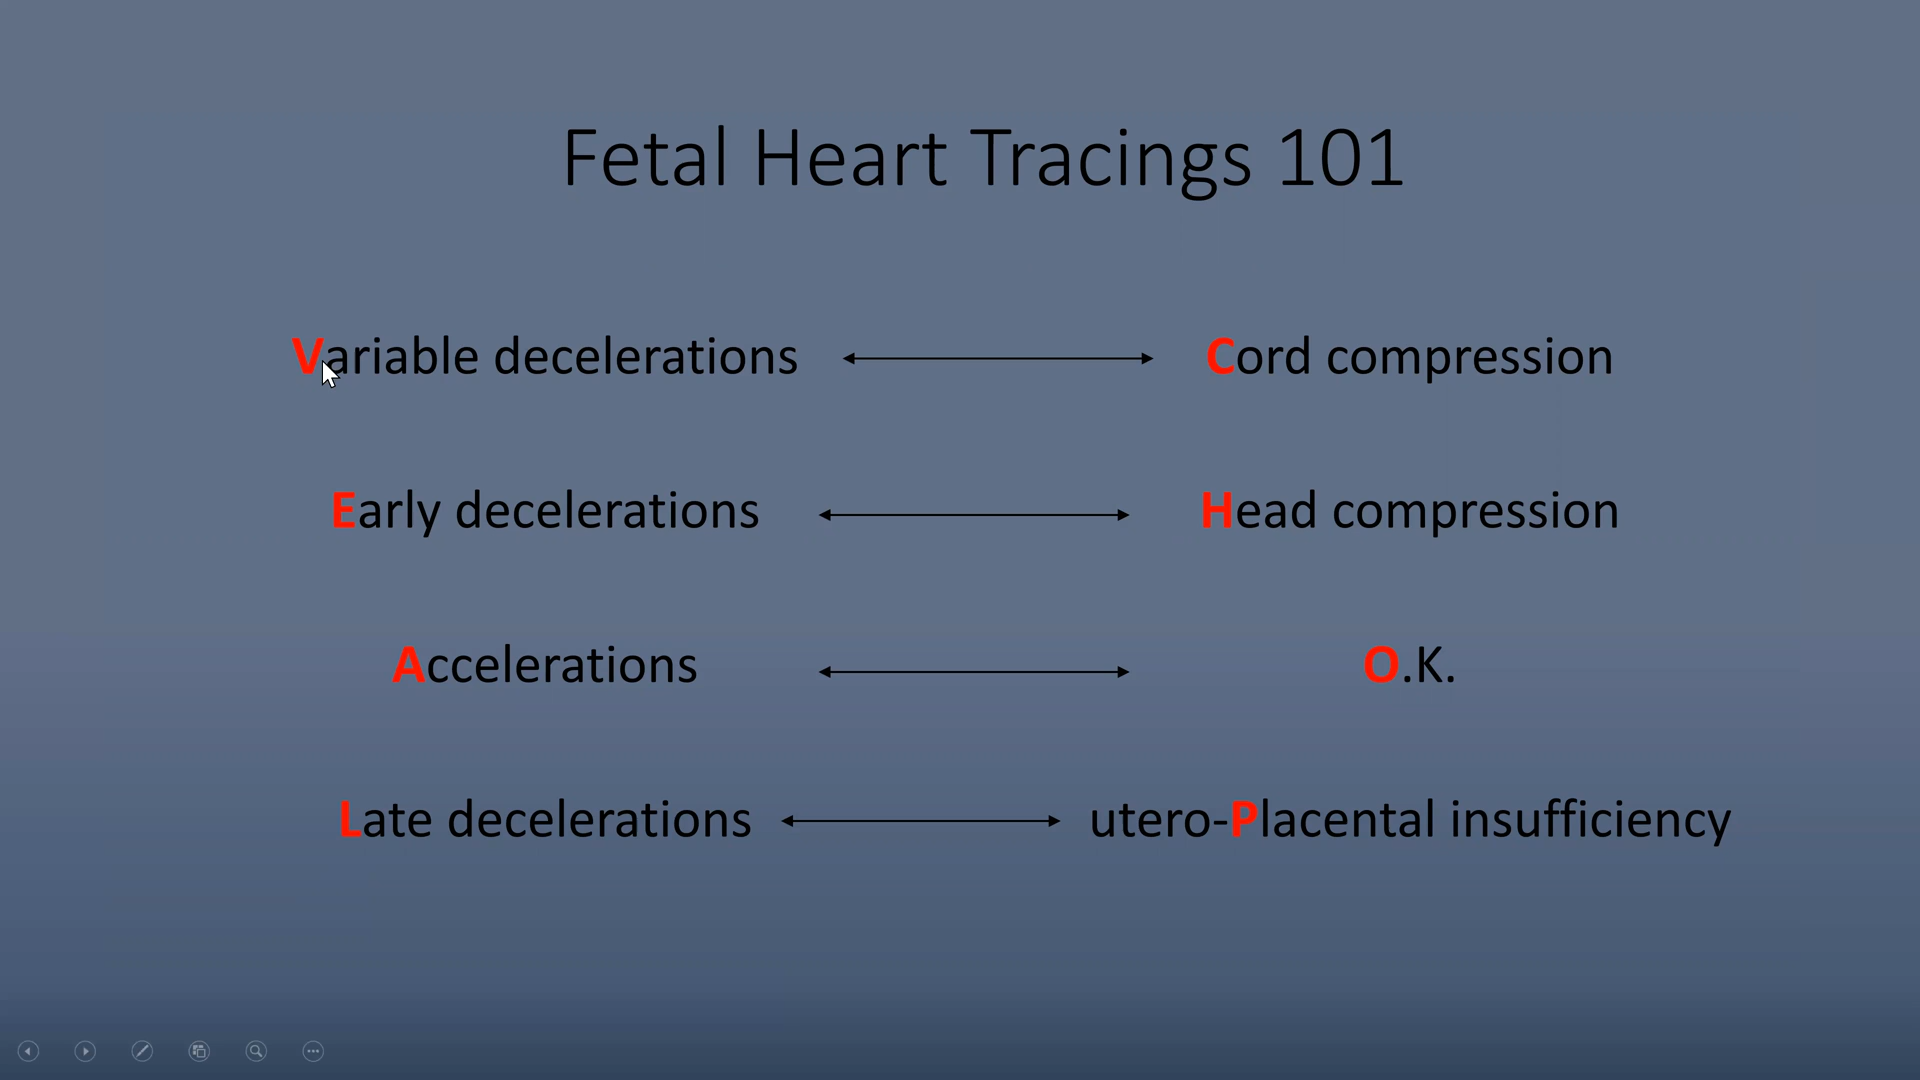 Fetal Heart Tracings 101
Variable decelerations Cord compression
Early decelerations Head compression
Accelerations O.K.
Late decelerations utero-Placental insufficiency